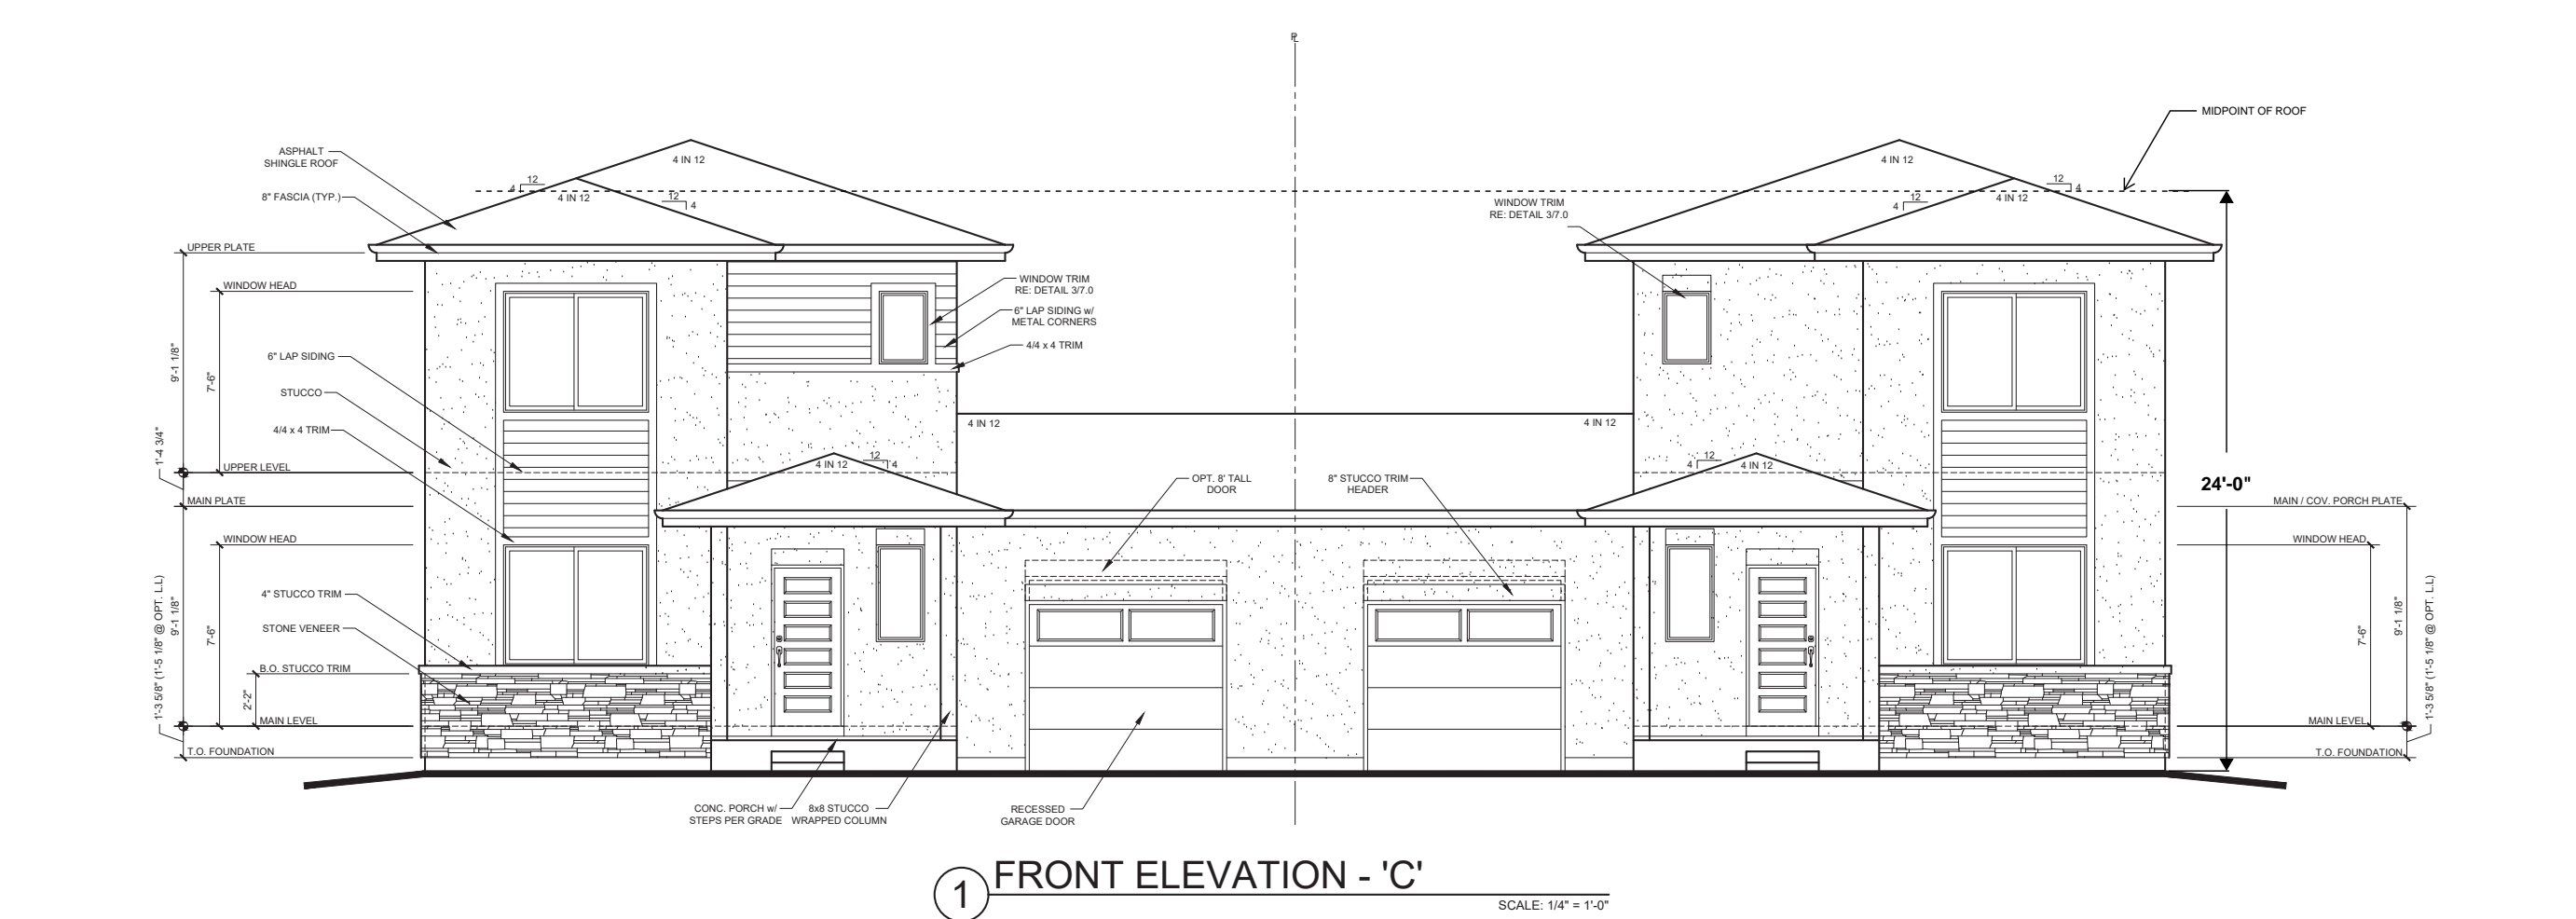 PL
MIDPOINT OF ROOF
ASPHALT
SHINGLE ROOF
8" FASCIA (TYP.)
4 IN 12
12
4
4 IN 12
12
4
4 IN 12
12
4
4 IN 12
12
4
WINDOW TRIM
RE: DETAIL 3/7.0
UPPER PLATE
WINDOW HEAD
WINDOW TRIM
RE: DETAIL 3/7.0
6" LAP SIDING w/
METAL CORNERS
4/4 x 4 TRIM
9'-1 1/8"
7'-6"
6" LAP SIDING
STUCCO
4/4 x 4 TRIM
4 IN 12
4 IN 12
1'-4 3/4"
UPPER LEVEL
4 IN 12
12
4
12
4
4 IN 12
OPT. 8' TALL
DOOR
8" STUCCO TRIM
HEADER
24'-0"
MAIN PLATE
MAIN / COV. PORCH PLATE
WINDOW HEAD
WINDOW HEAD
4" STUCCO TRIM
STONE VENEER
1'-3 5/8" (1'-5 1/8" @ OPT. L.L)
9'-1 1/8"
7'-6"
7'-6"
9'-1 1/8"
1'-3 5/8" (1'-5 1/8" @ OPT. L.L)
B.O. STUCCO TRIM
2'-2"
MAIN LEVEL
MAIN LEVEL
T.O. FOUNDATION
T.O. FOUNDATION
CONC. PORCH w/
STEPS PER GRADE
8x8 STUCCO
WRAPPED COLUMN
RECESSED
GARAGE DOOR
1
FRONT ELEVATION - 'C'
SCALE: 1/4" = 1'-0"